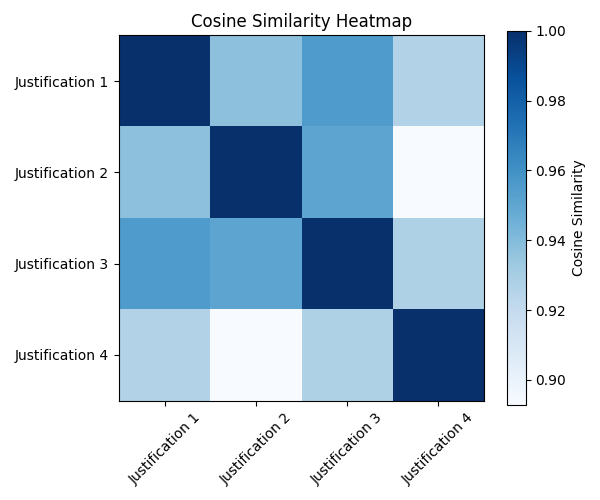 Cosine Similarity Heatmap
Justification 1
Justification 2
Justification 3
Justification 4
Justification 1
Justification 2
Justification 3
Justification 4
1.00
0.98
0.96
0.94
0.92
0.90
Cosine Similarity